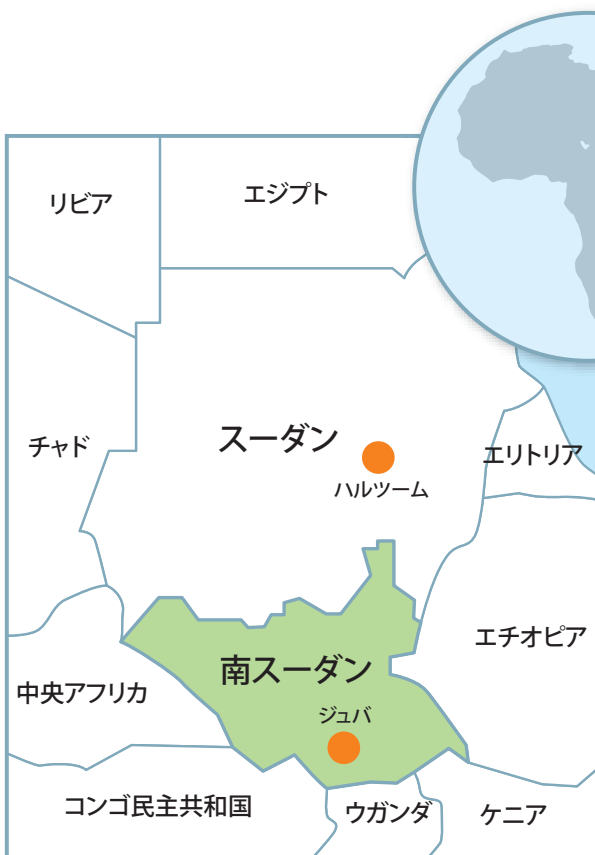 リビア
エジプト
チャド
スーダン
ハルツーム
エリトリア
エチオピア
南スーダン
中央アフリカ
ジュバ
コンゴ民主共和国
ウガンダ
ケニア